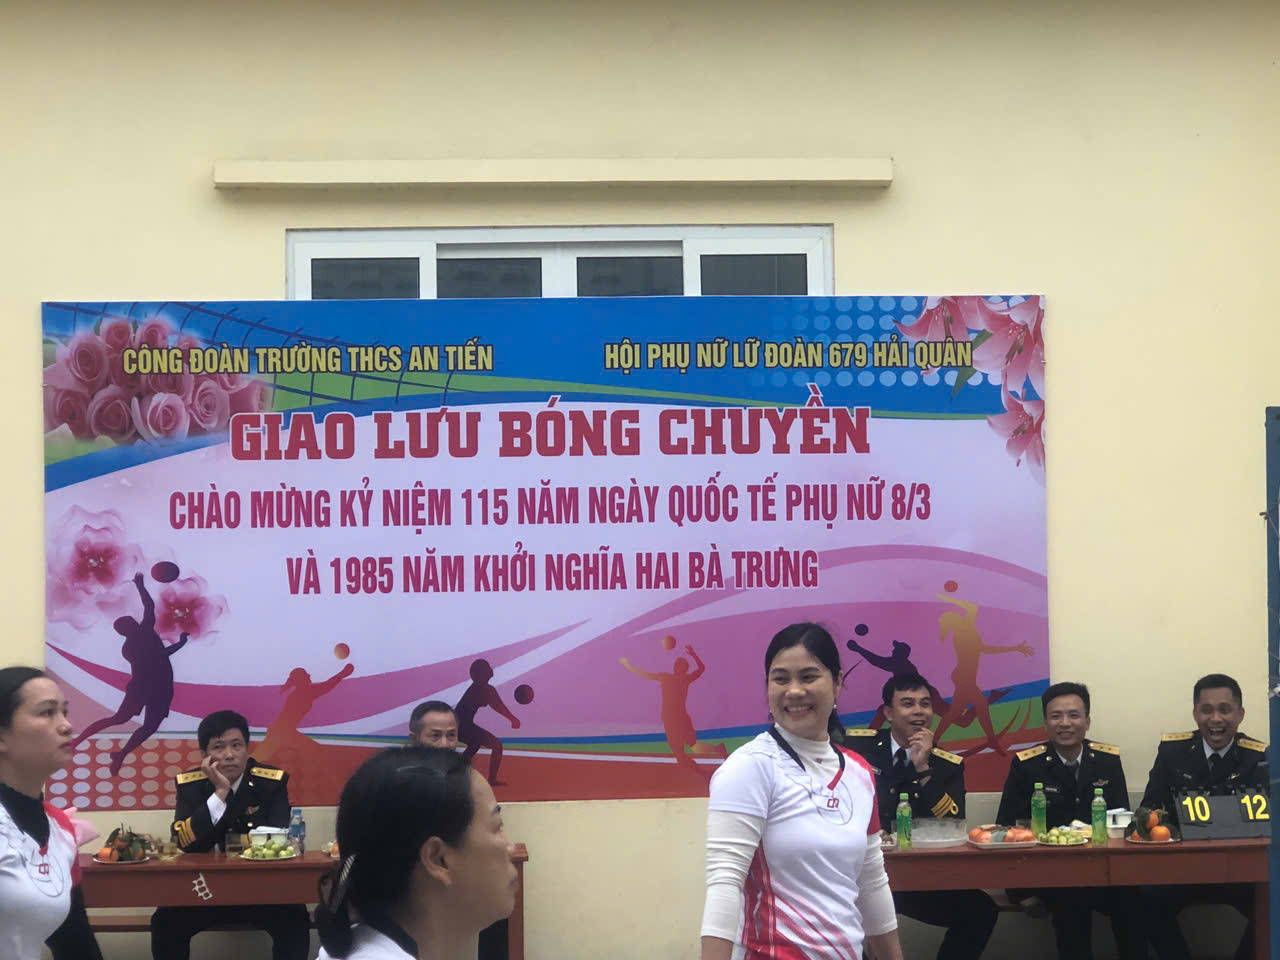 CÔNG ĐOÀN TRƯỜNG THCS AN TIẾN
HỘI PHỤ NỮ LỮ ĐOÀN 679 HẢI QUÂN
GIAO LƯU BÓNG CHUYỀN
CHÀO MỪNG KỶ NIỆM 115 NĂM NGÀY QUỐC TẾ PHỤ NỮ 8/3
VÀ 1985 NĂM KHỞI NGHĨA HAI BÀ TRƯNG
10 12